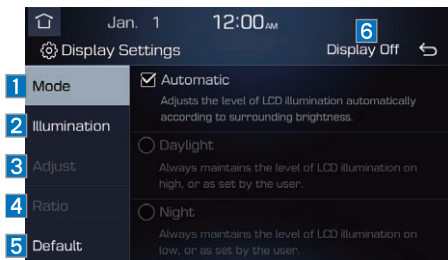 Jan. 1 12:00 AM
6
Display Settings Display Off
1 Mode
Automatic
Adjusts the level of LCD illumination automatically
according to surrounding brightness.
2 Illumination
Daylight
3 Adjust
Always maintains the level of LCD illumination on
high, or as set by the user.
4 Ratio
Night
5 Default
Always maintains the level of LCD illumination on
low, or as set by the user.